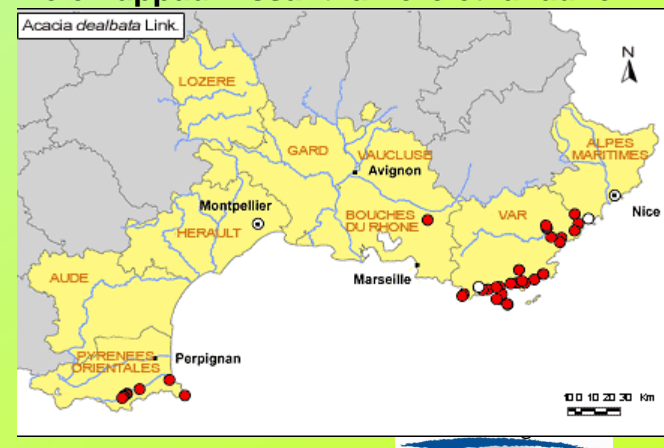 Acacia dealbata Link.
N
LOZERE
ALPES
MARITIMES
GARD
VAUCLUSE
Avignon
Nice
Montpellier
BOUCHES
DU RHONE
VAR
HERAULT
Marseille
AUDE
PYRENEES
ORIENTALES
Perpignan
10 0 10 20 30 Km